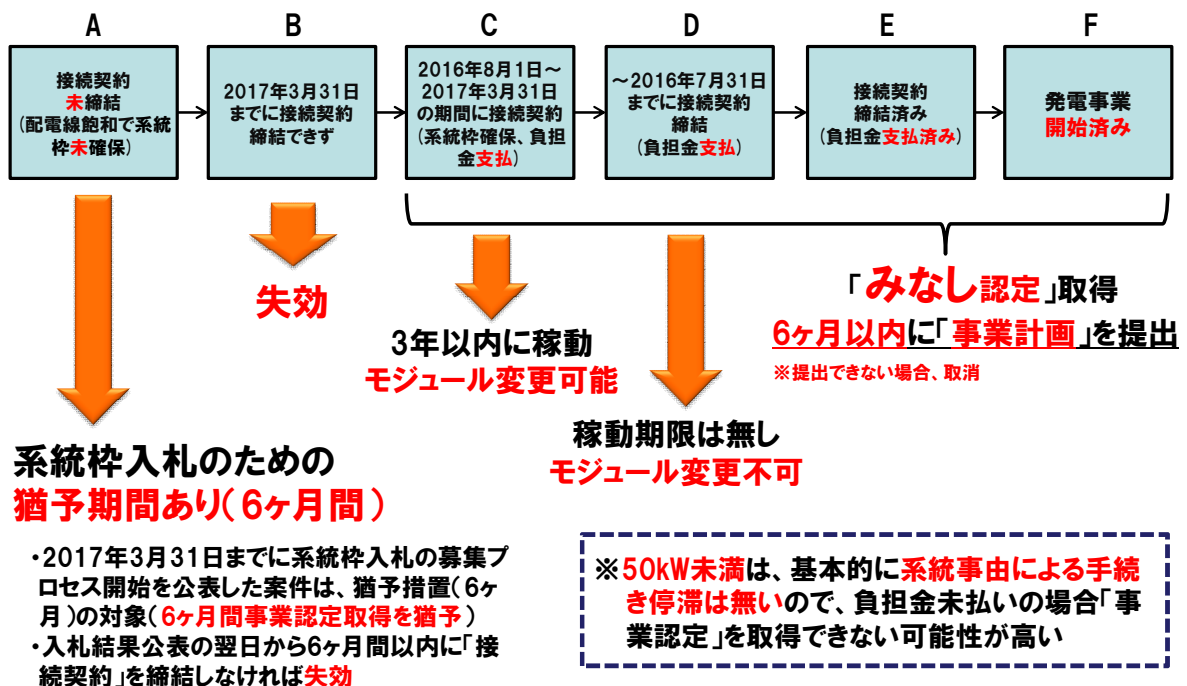 A
B
C
D
E
F
接続契約
未締結
(配電線飽和で系統
枠未確保)
2017年3月31日
までに接続契約
締結できず
2016年8月1日～
2017年3月31日
の期間に接続契約
(系統枠確保、負担
金支払)
～2016年7月31日
までに接続契約
締結
(負担金支払)
接続契約
締結済み
(負担金支払済み)
発電事業
開始済み
失効
3年以内に稼動
モジュール変更可能
稼動期限は無し
モジュール変更不可
「みなし認定」取得
6ヶ月以内に「事業計画」を提出
※提出できない場合、取消
系統枠入札のための
猶予期間あり(6ヶ月間)
・2017年3月31日までに系統枠入札の募集プ
ロセス開始を公表した案件は、猶予措置(6ヶ
月)の対象(6ヶ月間事業認定取得を猶予)
・入札結果公表の翌日から6ヶ月間以内に「接
続契約」を締結しなければ失効
※50kW未満は、基本的に系統事由による手続
き停滞は無いので、負担金未払いの場合「事
業認定」を取得できない可能性が高い